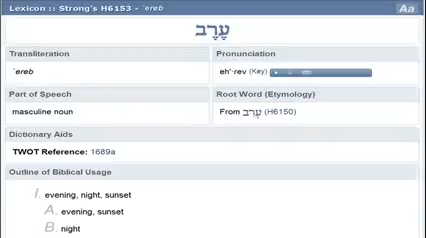 Lexicon :: Strong's H6153 - `ereb
Aa
עֶרֶב
Transliteration
`ereb
Pronunciation
eh'·rev (Key)
Part of Speech
masculine noun
Root Word (Etymology)
From עָרַב (H6150)
Dictionary Aids
TWOT Reference: 1689a
Outline of Biblical Usage
I. evening, night, sunset
A. evening, sunset
B. night